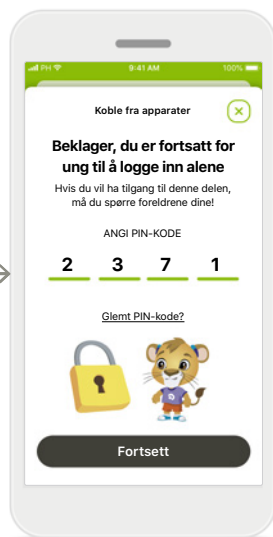 PH 9:41 AM 100%
Koble fra apparater
Beklager, du er fortsatt for
ung til å logge inn alene
Hvis du vil ha tilgang til denne delen,
må du spørre foreldrene dine!
ANGI PIN-KODE
2 3 7 1
Glemt PIN-kode?
Fortsett